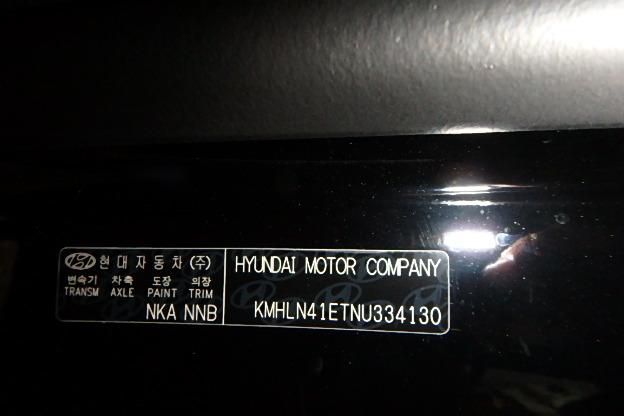 현대자동차(주)
변속기 차축 도장 의장
TRANSM AXLE PAINT TRIM
NKA NNB
HYUNDAI MOTOR COMPANY
KMHLN41ETNU334130